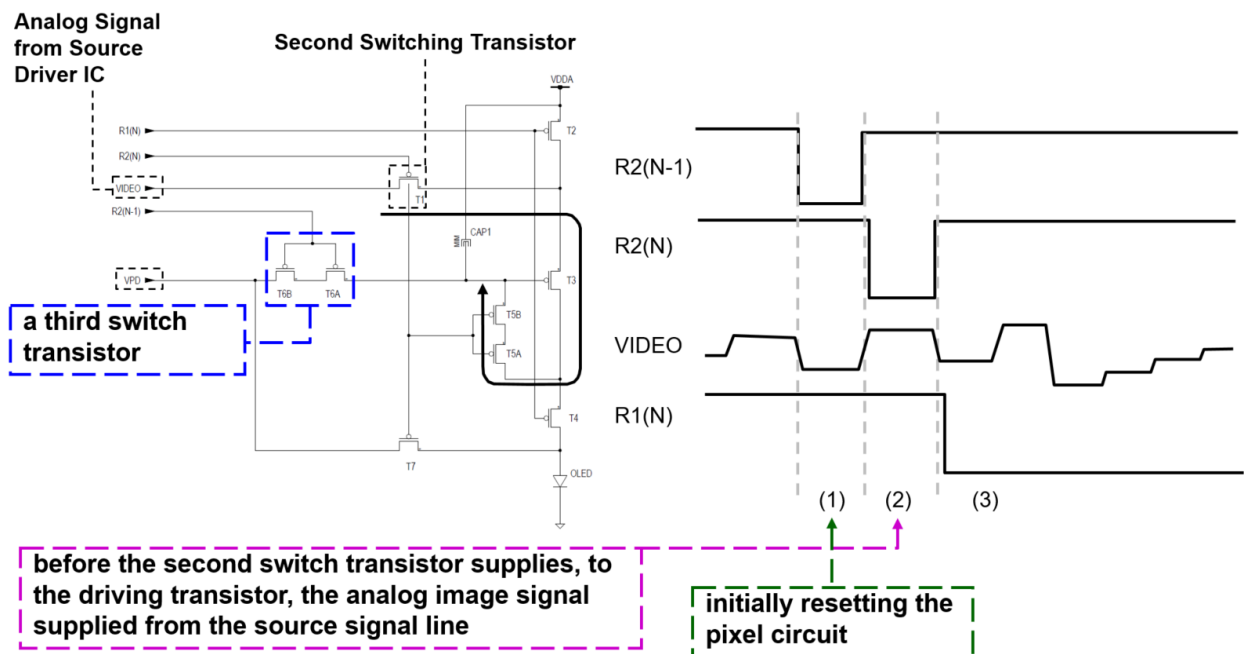 Analog Signal
from Source
Driver IC
Second Switching Transistor
VDDA
R1(N)
T2
R2(N)
VIDEO
T1
R2(N-1)
CAP1
MIM
VPD
T6B
T6A
T3
T5B
T5A
T4
T7
OLED
a third switch
transistor
R2(N-1)
R2(N)
VIDEO
R1(N)
(1)
(2)
(3)
before the second switch transistor supplies, to
the driving transistor, the analog image signal
supplied from the source signal line
initially resetting the
pixel circuit